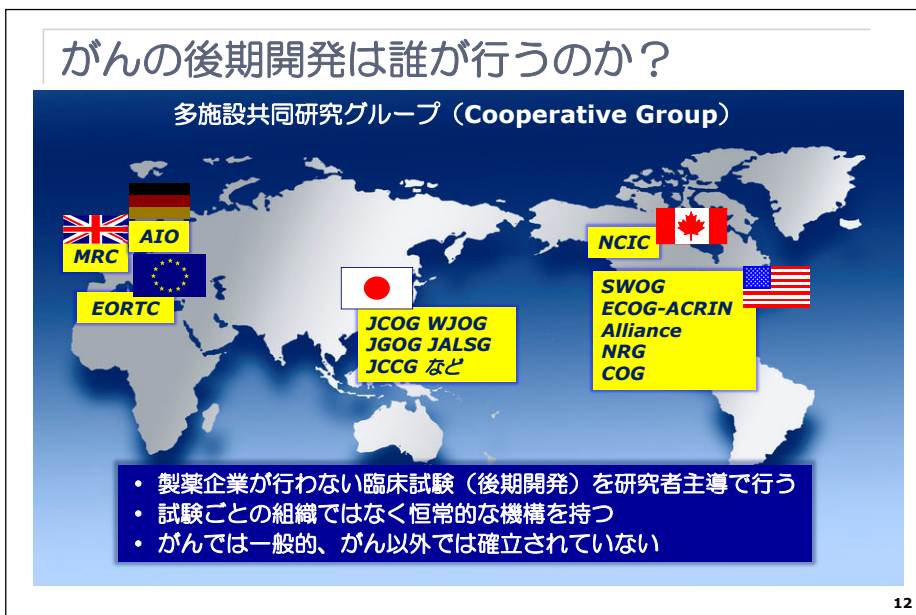 がんの後期開発は誰が行うのか？
多施設共同研究グループ（Cooperative Group）
MRC
AIO
EORTC
JCOG WJOG
JGOG JALSG
JCCG など
NCIC
SWOG
ECOG-ACRIN
Alliance
NRG
COG
• 製薬企業が行わない臨床試験（後期開発）を研究者主導で行う
• 試験ごとの組織ではなく恒常的な機構を持つ
• がんでは一般的、がん以外では確立されていない
12